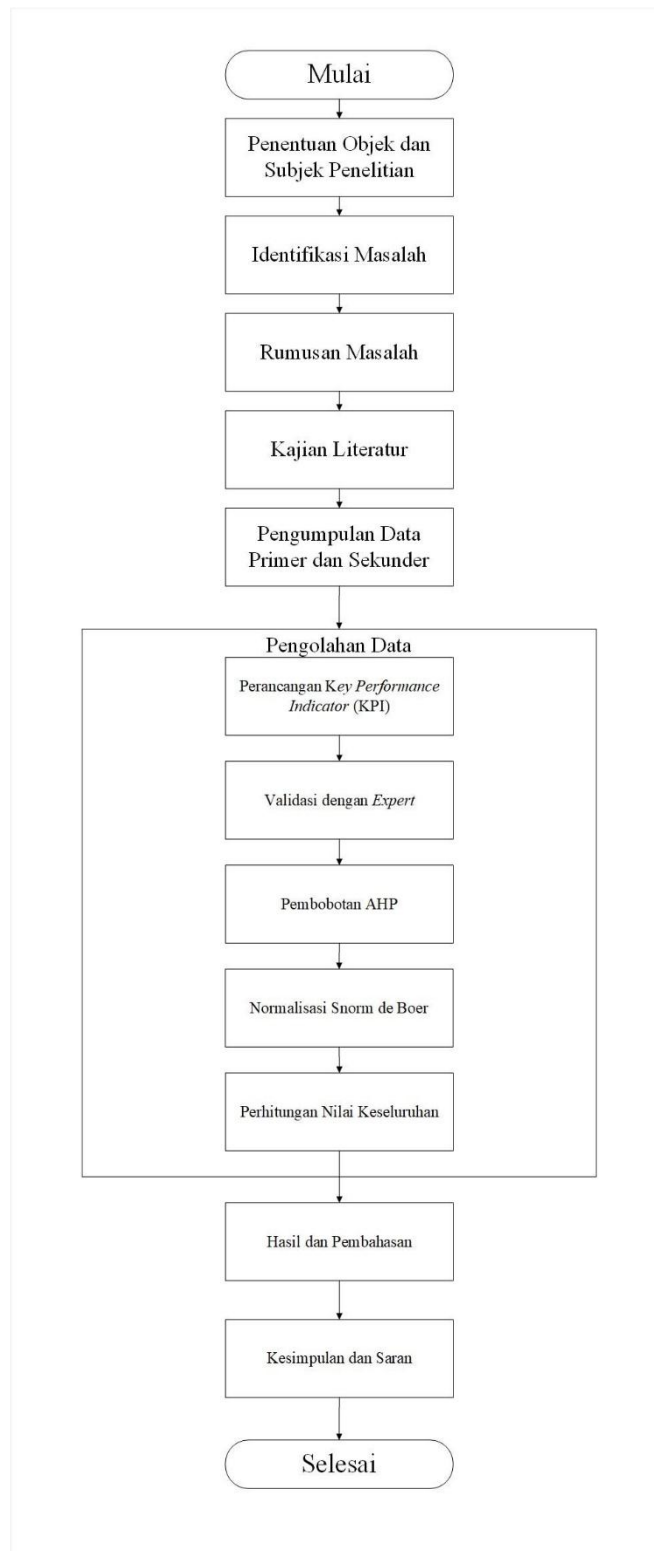 Mulai
Penentuan Objek dan
Subjek Penelitian
Identifikasi Masalah
Rumusan Masalah
Kajian Literatur
Pengumpulan Data
Primer dan Sekunder
Pengolahan Data
Perancangan Key Performance
Indicator (KPI)
Validasi dengan Expert
Pembobotan AHP
Normalisasi Snorm de Boer
Perhitungan Nilai Keseluruhan
Hasil dan Pembahasan
Kesimpulan dan Saran
Selesai